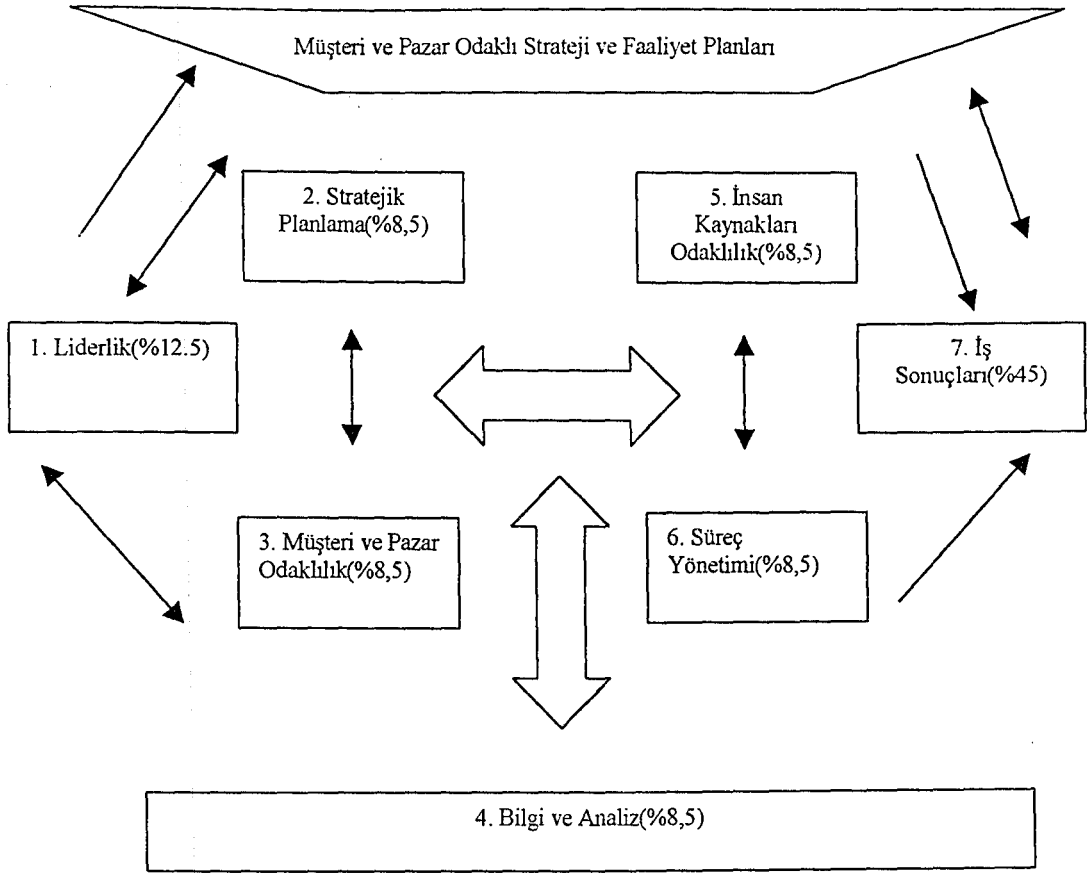 Müşteri ve Pazar Odaklı Strateji ve Faaliyet Planları
2. Stratejik
Planlama(%8,5)
5. İnsan
Kaynakları
Odaklılık(%8,5)
1. Liderlik(%12.5)
7. İş
Sonuçları(%45)
3. Müşteri ve Pazar
Odaklılık(%8,5)
6. Süreç
Yönetimi(%8,5)
4. Bilgi ve Analiz(%8,5)